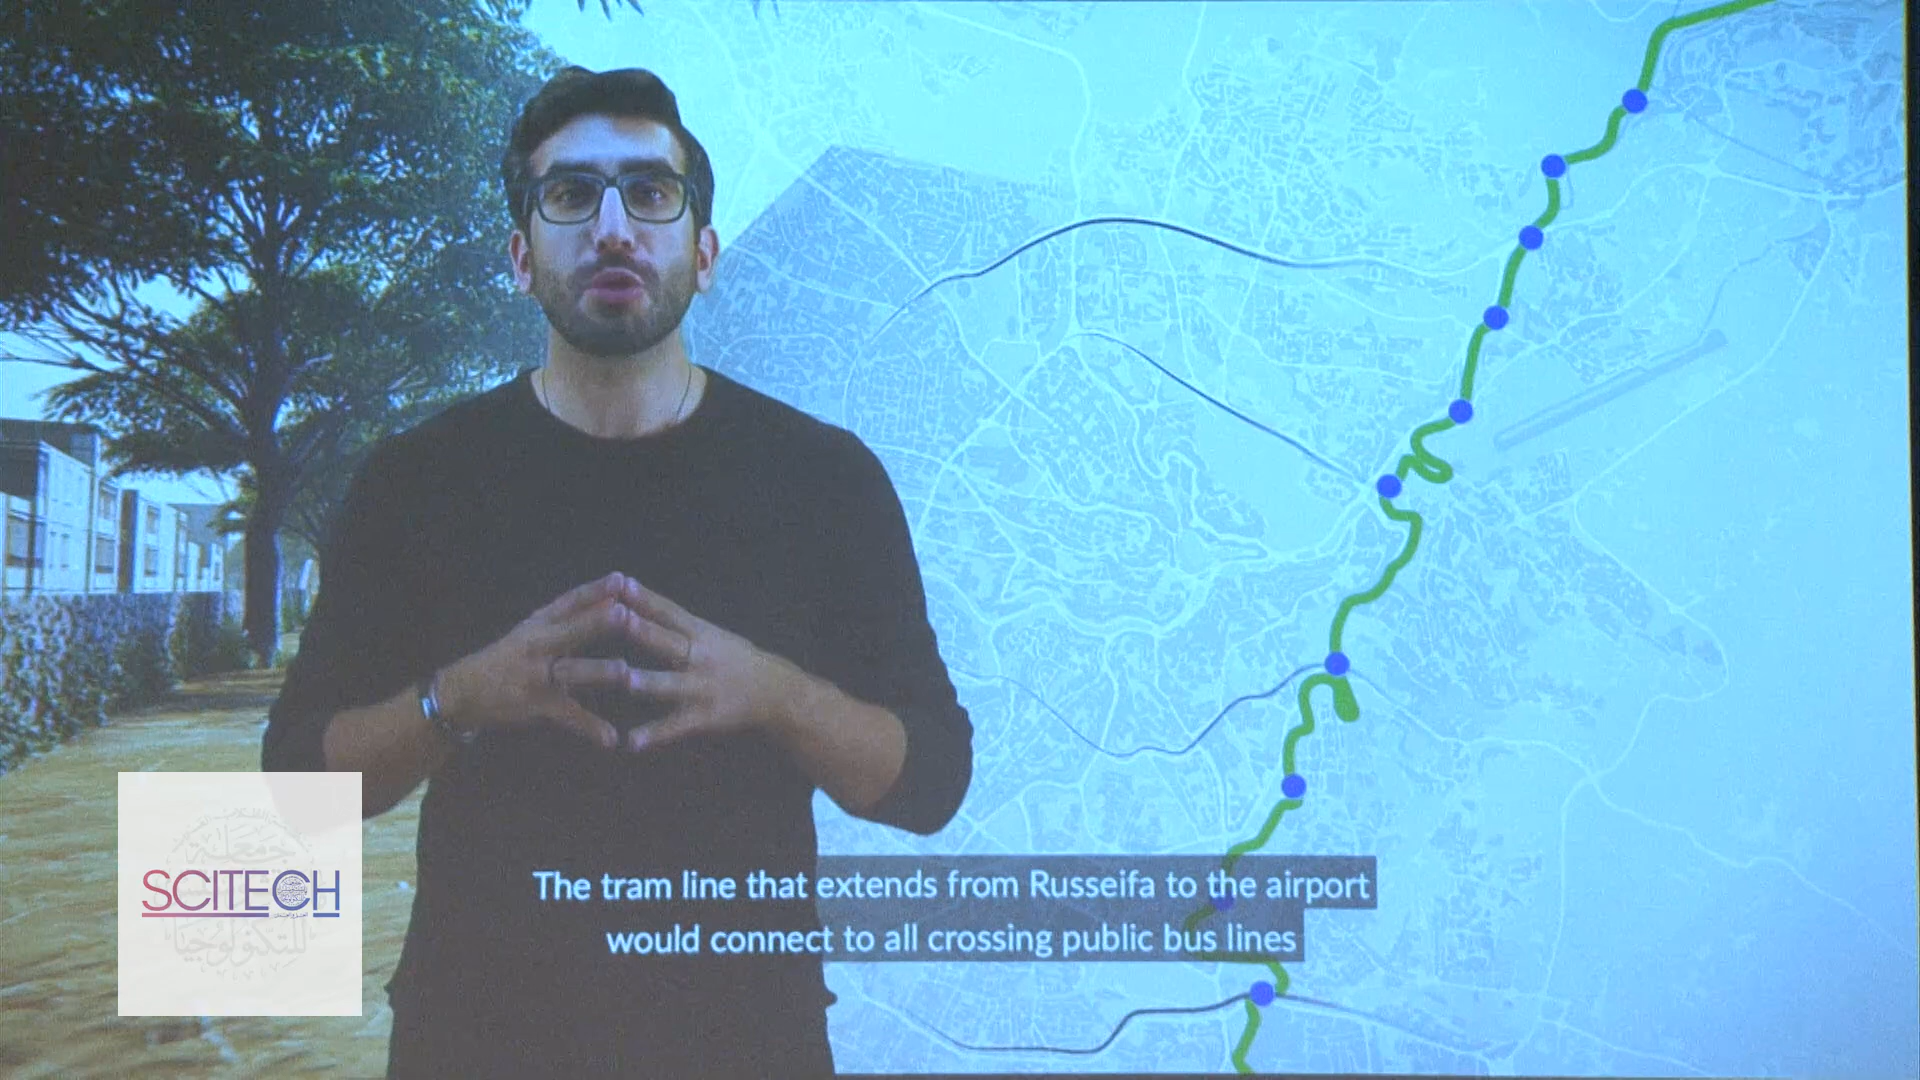 SCITECH
للتكنولوجيا
The tram line that extends from Russeifa to the airport
would connect to all crossing public bus lines